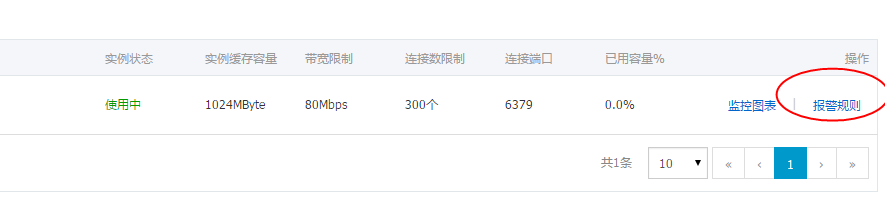 实例状态 实例缓存容量 带宽限制 连接数限制 连接端口 已用容量% 操作
使用中 1024MByte 80Mbps 300个 6379 0.0% 监控图表 | 报警规则
共1条 10 « ‹ 1 › »